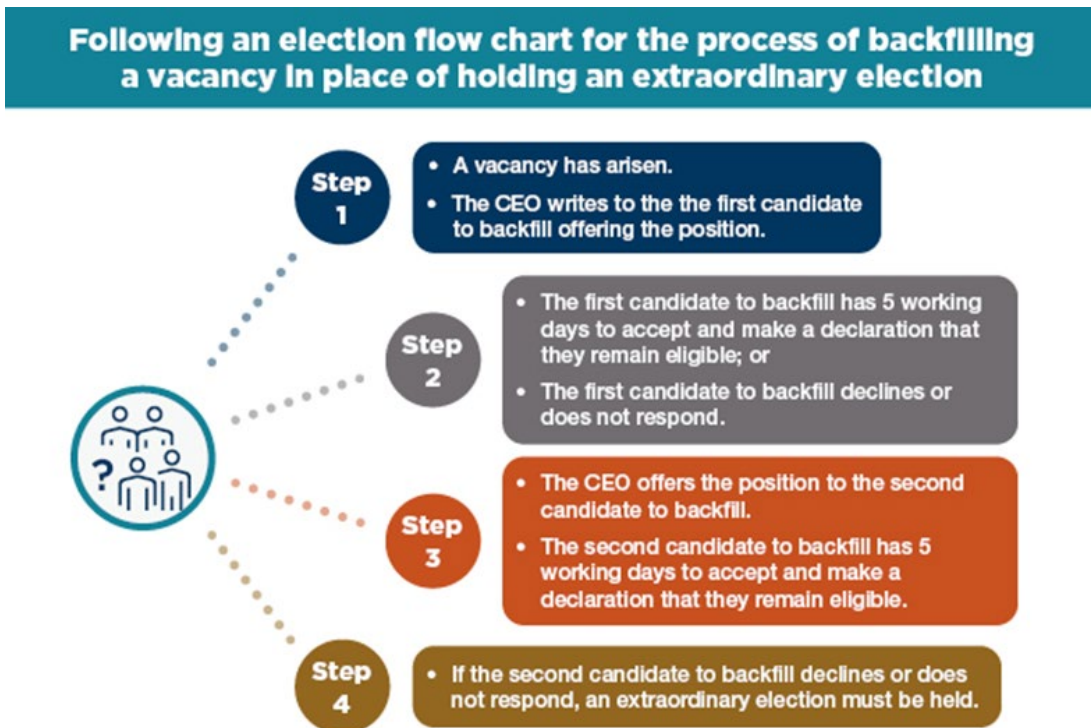 Following an election flow chart for the process of backfilling
a vacancy in place of holding an extraordinary election
Step
1
• A vacancy has arisen.
• The CEO writes to the the first candidate
to backfill offering the position.
Step
2
• The first candidate to backfill has 5 working
days to accept and make a declaration that
they remain eligible; or
• The first candidate to backfill declines or
does not respond.
?
Step
3
• The CEO offers the position to the second
candidate to backfill.
• The second candidate to backfill has 5
working days to accept and make a
declaration that they remain eligible.
Step
4
• If the second candidate to backfill declines or does
not respond, an extraordinary election must be held.